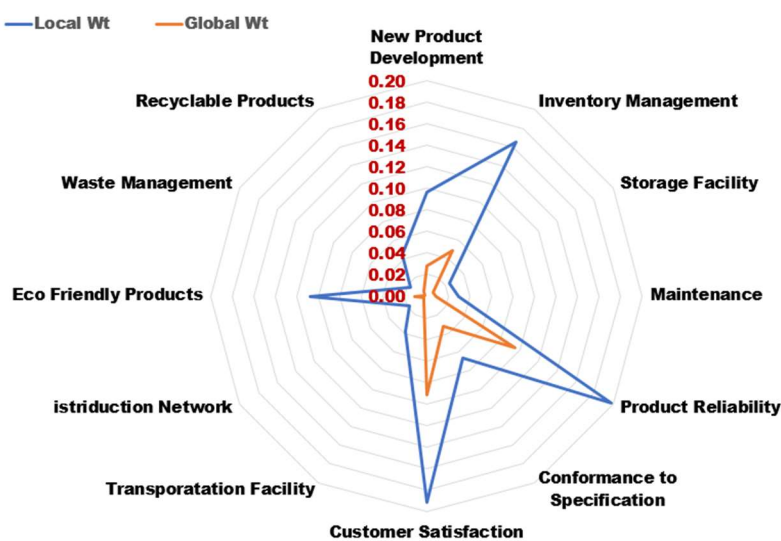 Local Wt
Global Wt
New Product
Development
Recyclable Products
Inventory Management
Waste Management
Storage Facility
Eco Friendly Products
Maintenance
istriduction Network
Product Reliability
Transporatation Facility
Conformance to
Specification
Customer Satisfaction
0.20
0.18
0.16
0.14
0.12
0.10
0.08
0.06
0.04
0.02
0.00